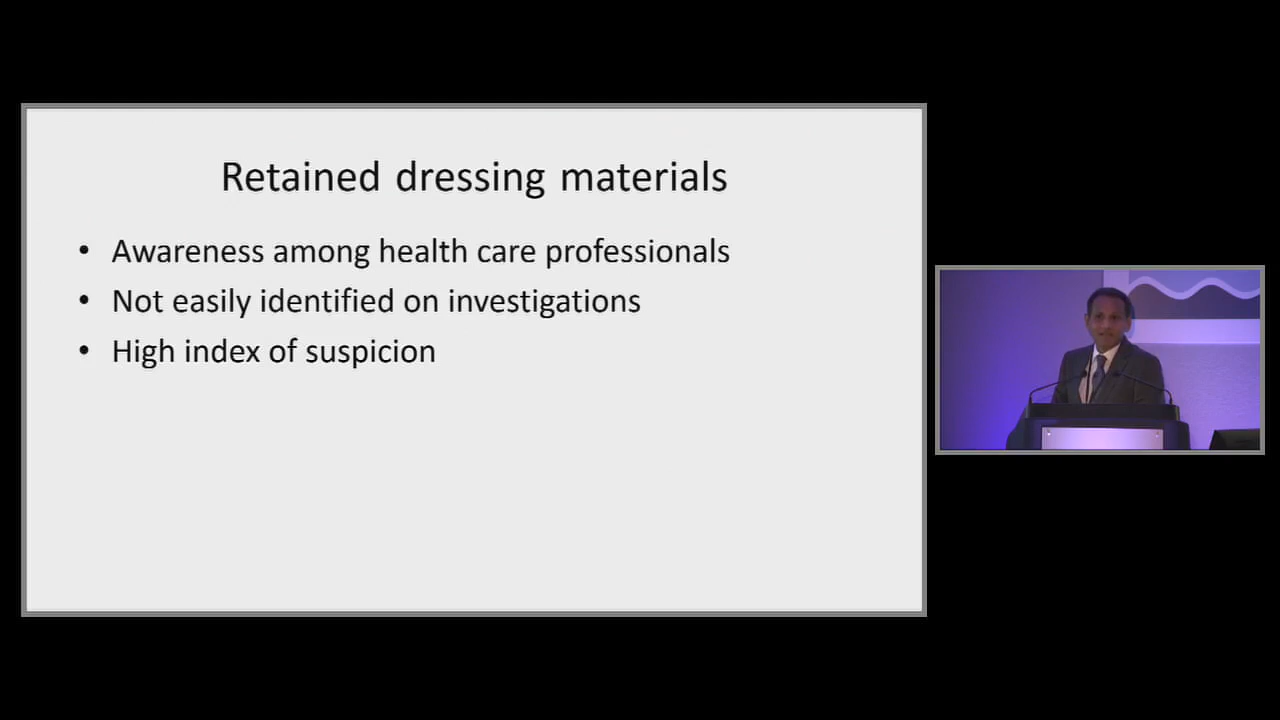 Retained dressing materials
• Awareness among health care professionals
• Not easily identified on investigations
• High index of suspicion